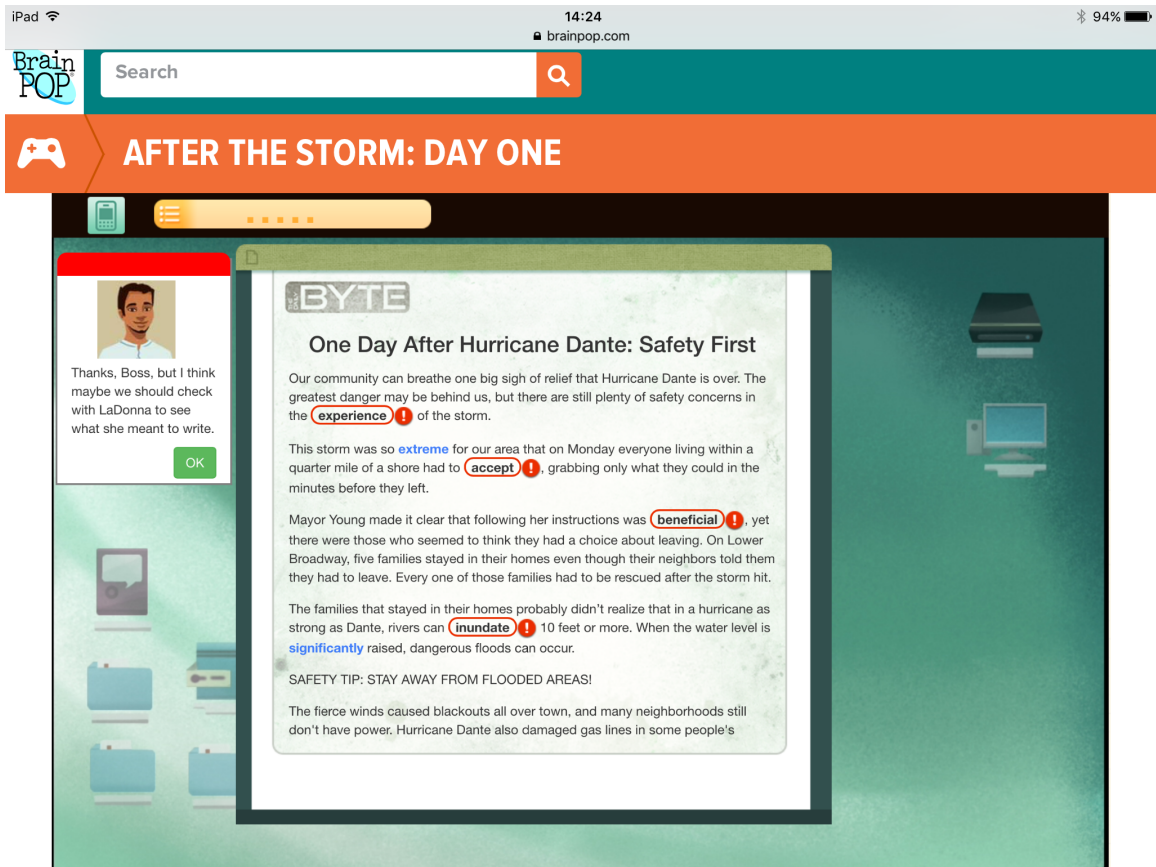 iPad 14:24 94%
brainpop.com
Brain
POP
Search
AFTER THE STORM: DAY ONE
Thanks, Boss, but I think
maybe we should check
with LaDonna to see
what she meant to write.
OK
THE DAILY BYTE
One Day After Hurricane Dante: Safety First
Our community can breathe one big sigh of relief that Hurricane Dante is over. The
greatest danger may be behind us, but there are still plenty of safety concerns in
the experience ! of the storm.
This storm was so extreme for our area that on Monday everyone living within a
quarter mile of a shore had to accept ! , grabbing only what they could in the
minutes before they left.
Mayor Young made it clear that following her instructions was beneficial ! , yet
there were those who seemed to think they had a choice about leaving. On Lower
Broadway, five families stayed in their homes even though their neighbors told them
they had to leave. Every one of those families had to be rescued after the storm hit.
The families that stayed in their homes probably didn't realize that in a hurricane as
strong as Dante, rivers can inundate ! 10 feet or more. When the water level is
significantly raised, dangerous floods can occur.
SAFETY TIP: STAY AWAY FROM FLOODED AREAS!
The fierce winds caused blackouts all over town, and many neighborhoods still
don't have power. Hurricane Dante also damaged gas lines in some people's